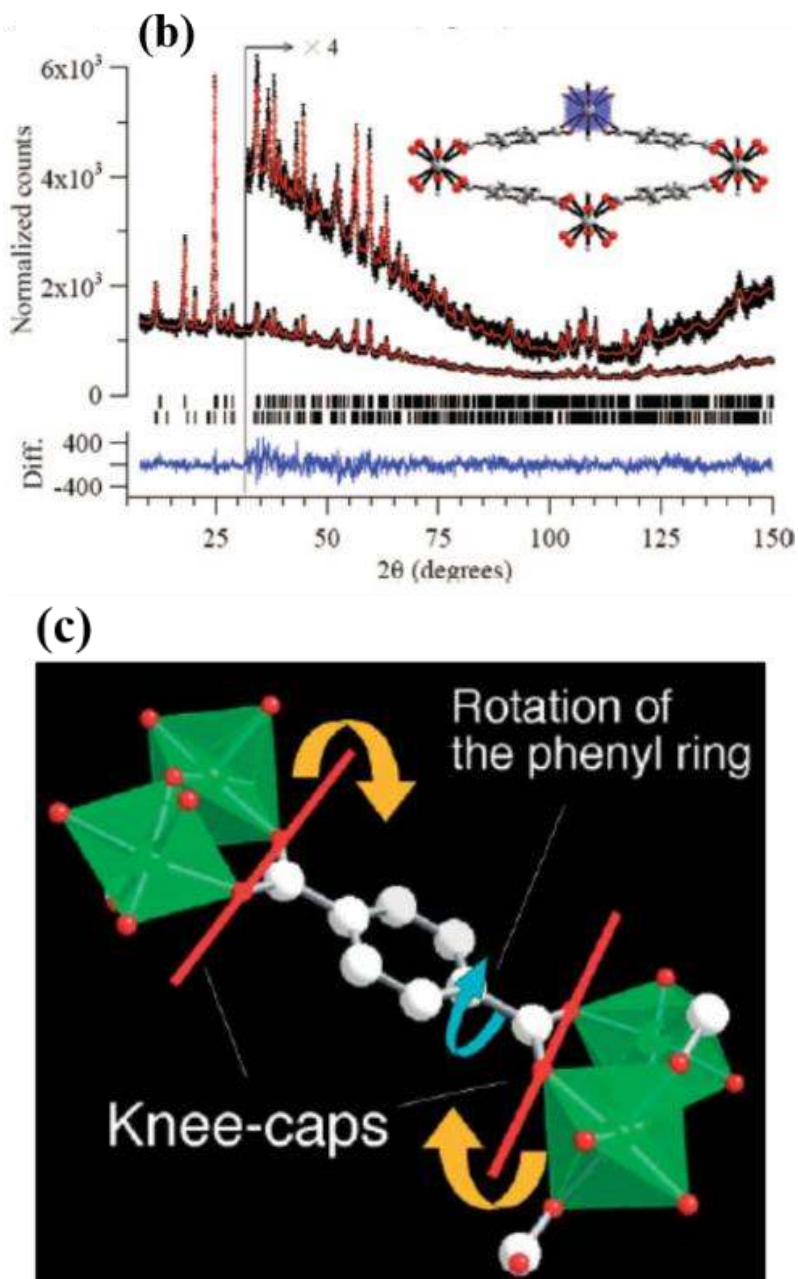 (b)
× 4
6x10³
4x10³
2x10³
0
Normalized counts
400
-400
Diff.
25 50 75 100 125 150
2θ (degrees)
(c)
Rotation of
the phenyl ring
Knee-caps